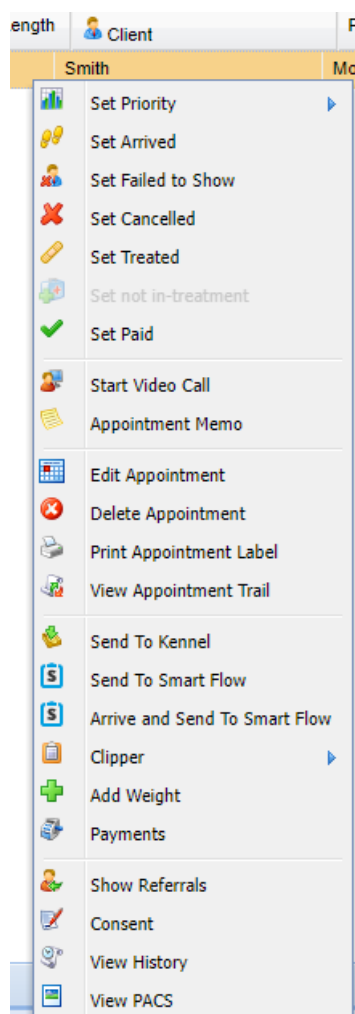 ength Client
Smith Mo
Set Priority
Set Arrived
Set Failed to Show
Set Cancelled
Set Treated
Set not in-treatment
Set Paid
Start Video Call
Appointment Memo
Edit Appointment
Delete Appointment
Print Appointment Label
View Appointment Trail
Send To Kennel
Send To Smart Flow
Arrive and Send To Smart Flow
Clipper
Add Weight
Payments
Show Referrals
Consent
View History
View PACS